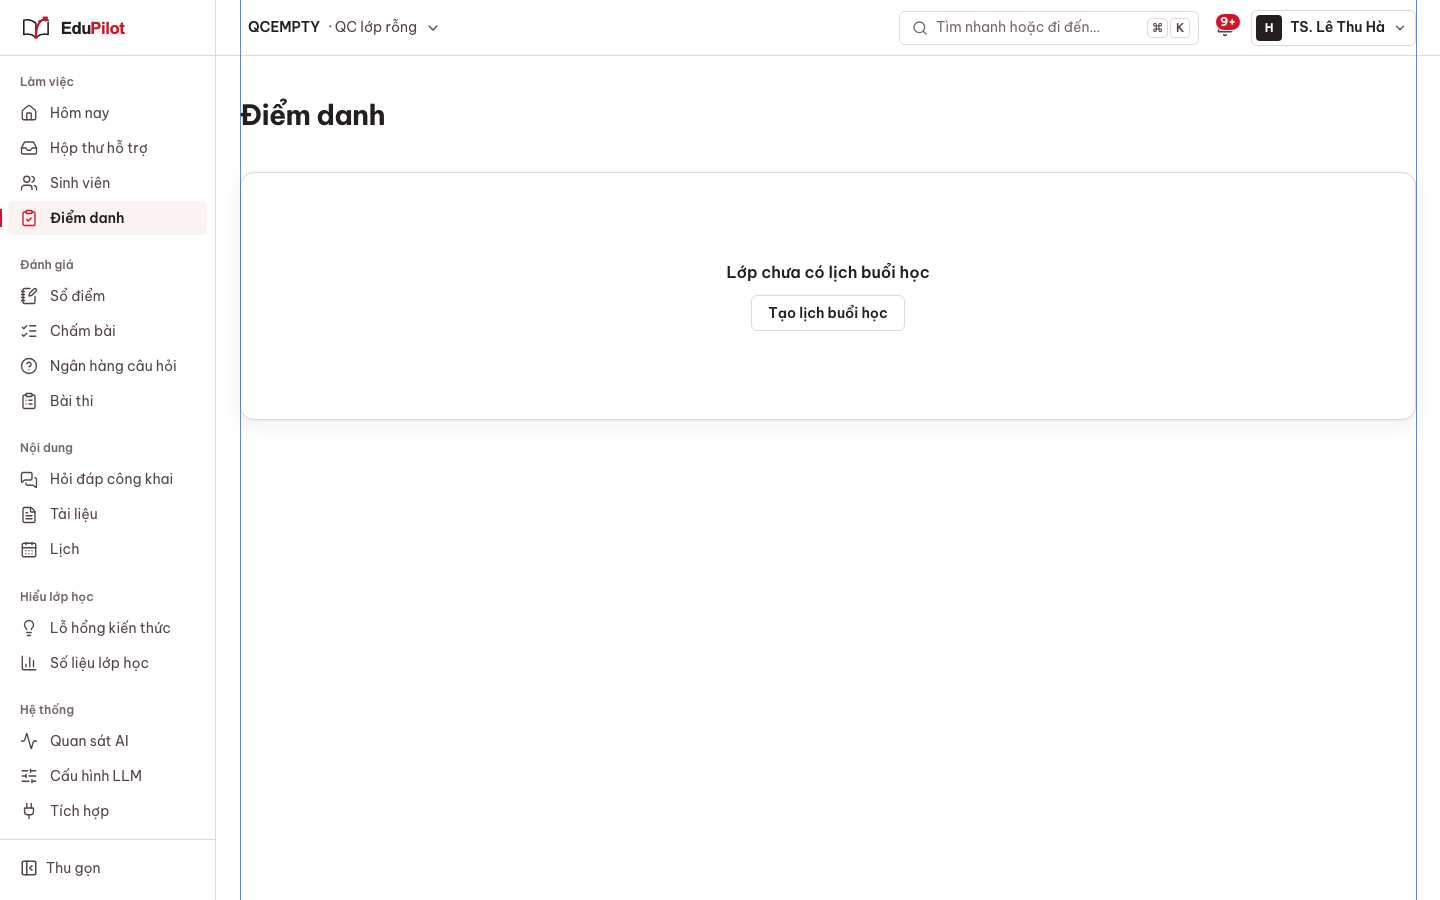 EduPilot
QCEMPTY · QC lớp rỗng
Tìm nhanh hoặc đi đến...
⌘ K
9+
H
TS. Lê Thu Hà
Làm việc
Hôm nay
Hộp thư hỗ trợ
Sinh viên
Điểm danh
Đánh giá
Sổ điểm
Chấm bài
Ngân hàng câu hỏi
Bài thi
Nội dung
Hỏi đáp công khai
Tài liệu
Lịch
Hiểu lớp học
Lỗ hổng kiến thức
Số liệu lớp học
Hệ thống
Quan sát AI
Cấu hình LLM
Tích hợp
Thu gọn
Điểm danh
Lớp chưa có lịch buổi học
Tạo lịch buổi học